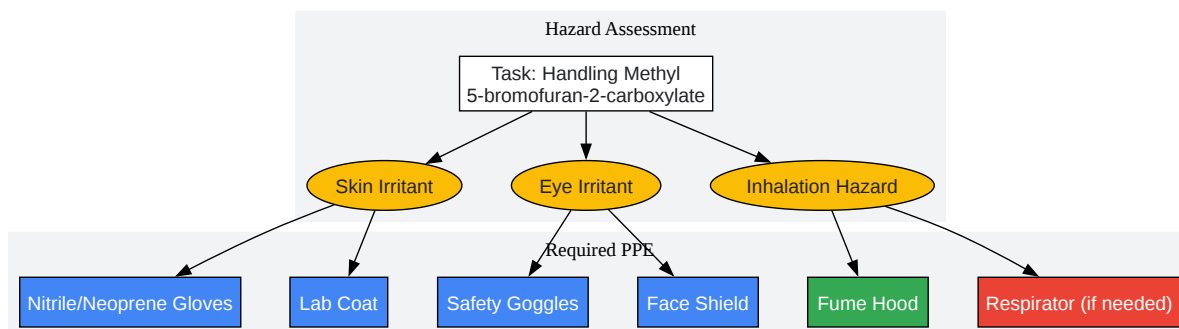 Hazard Assessment
Task: Handling Methyl
5-bromofuran-2-carboxylate
Skin Irritant
Eye Irritant
Inhalation Hazard
Required PPE
Nitrile/Neoprene Gloves
Lab Coat
Safety Goggles
Face Shield
Fume Hood
Respirator (if needed)